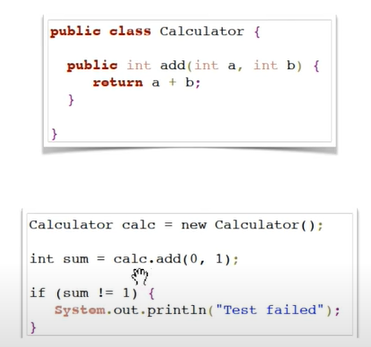 public class Calculator {
public int add(int a, int b) {
return a + b;
}
}
Calculator calc = new Calculator();
int sum = calc.add(0, 1);
if (sum != 1) {
System.out.println("Test failed");
}